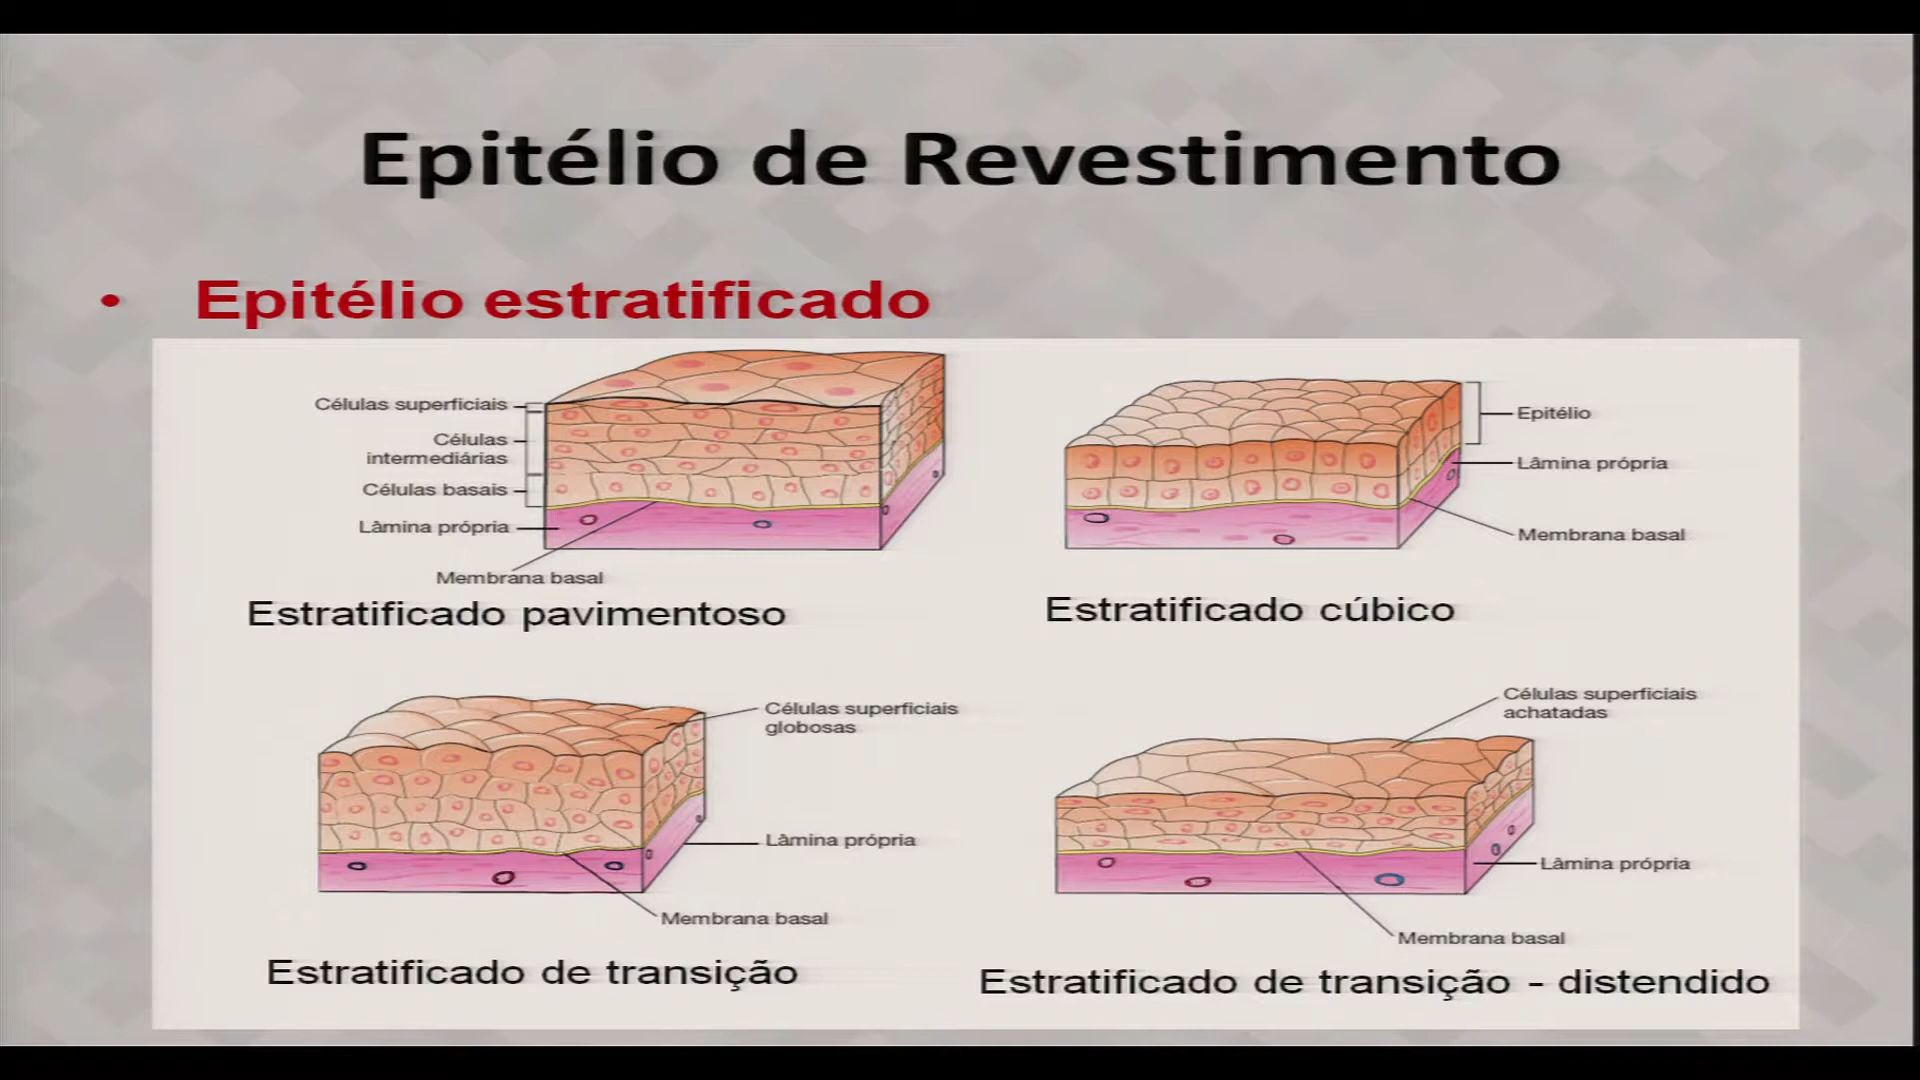 Epitélio de Revestimento
• Epitélio estratificado
Células superficiais
Células
intermediárias
Células basais
Lâmina própria
Membrana basal
Estratificado pavimentoso
Epitélio
Lâmina própria
Membrana basal
Estratificado cúbico
Células superficiais
globosas
Lâmina própria
Membrana basal
Estratificado de transição
Células superficiais
achatadas
Lâmina própria
Membrana basal
Estratificado de transição - distendido